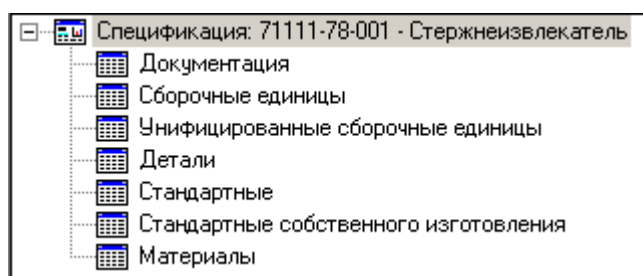 Спецификация: 71111-78-001 - Стержнеизвлекатель
Документация
Сборочные единицы
Унифицированные сборочные единицы
Детали
Стандартные
Стандартные собственного изготовления
Материалы